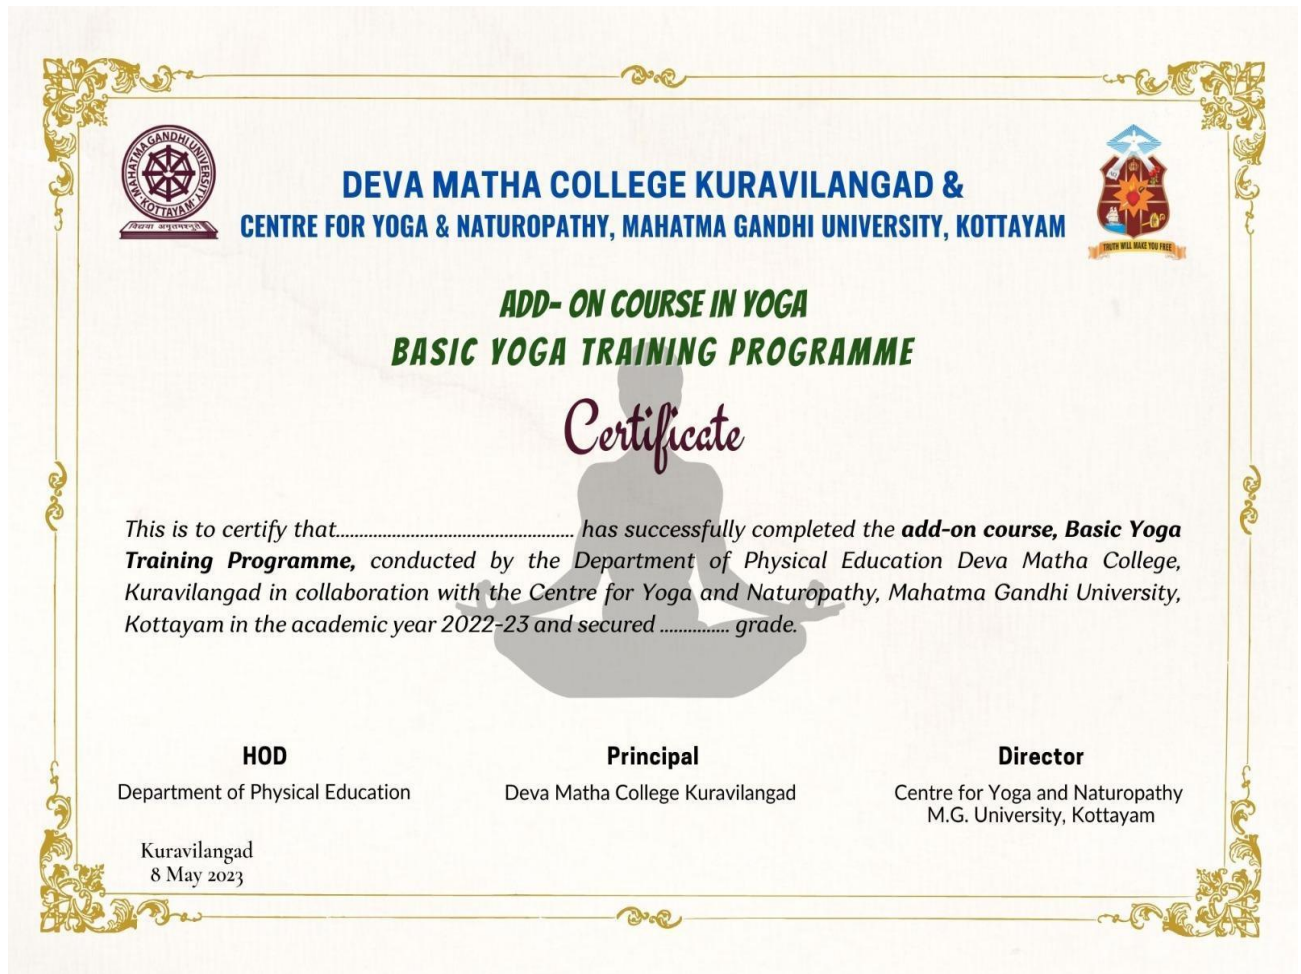 MAHATMA GANDHI UNIVERSITY
KOTTAYAM
विद्यया अमृतमश्नुते
TRUTH WILL MAKE YOU FREE
DEVA MATHA COLLEGE KURAVILANGAD &
CENTRE FOR YOGA & NATUROPATHY, MAHATMA GANDHI UNIVERSITY, KOTTAYAM
ADD- ON COURSE IN YOGA
BASIC YOGA TRAINING PROGRAMME
Certificate
This is to certify that................................................... has successfully completed the add-on course, Basic Yoga
Training Programme, conducted by the Department of Physical Education Deva Matha College,
Kuravilangad in collaboration with the Centre for Yoga and Naturopathy, Mahatma Gandhi University,
Kottayam in the academic year 2022-23 and secured ............... grade.
HOD
Department of Physical Education
Principal
Deva Matha College Kuravilangad
Director
Centre for Yoga and Naturopathy
M.G. University, Kottayam
Kuravilangad
8 May 2023